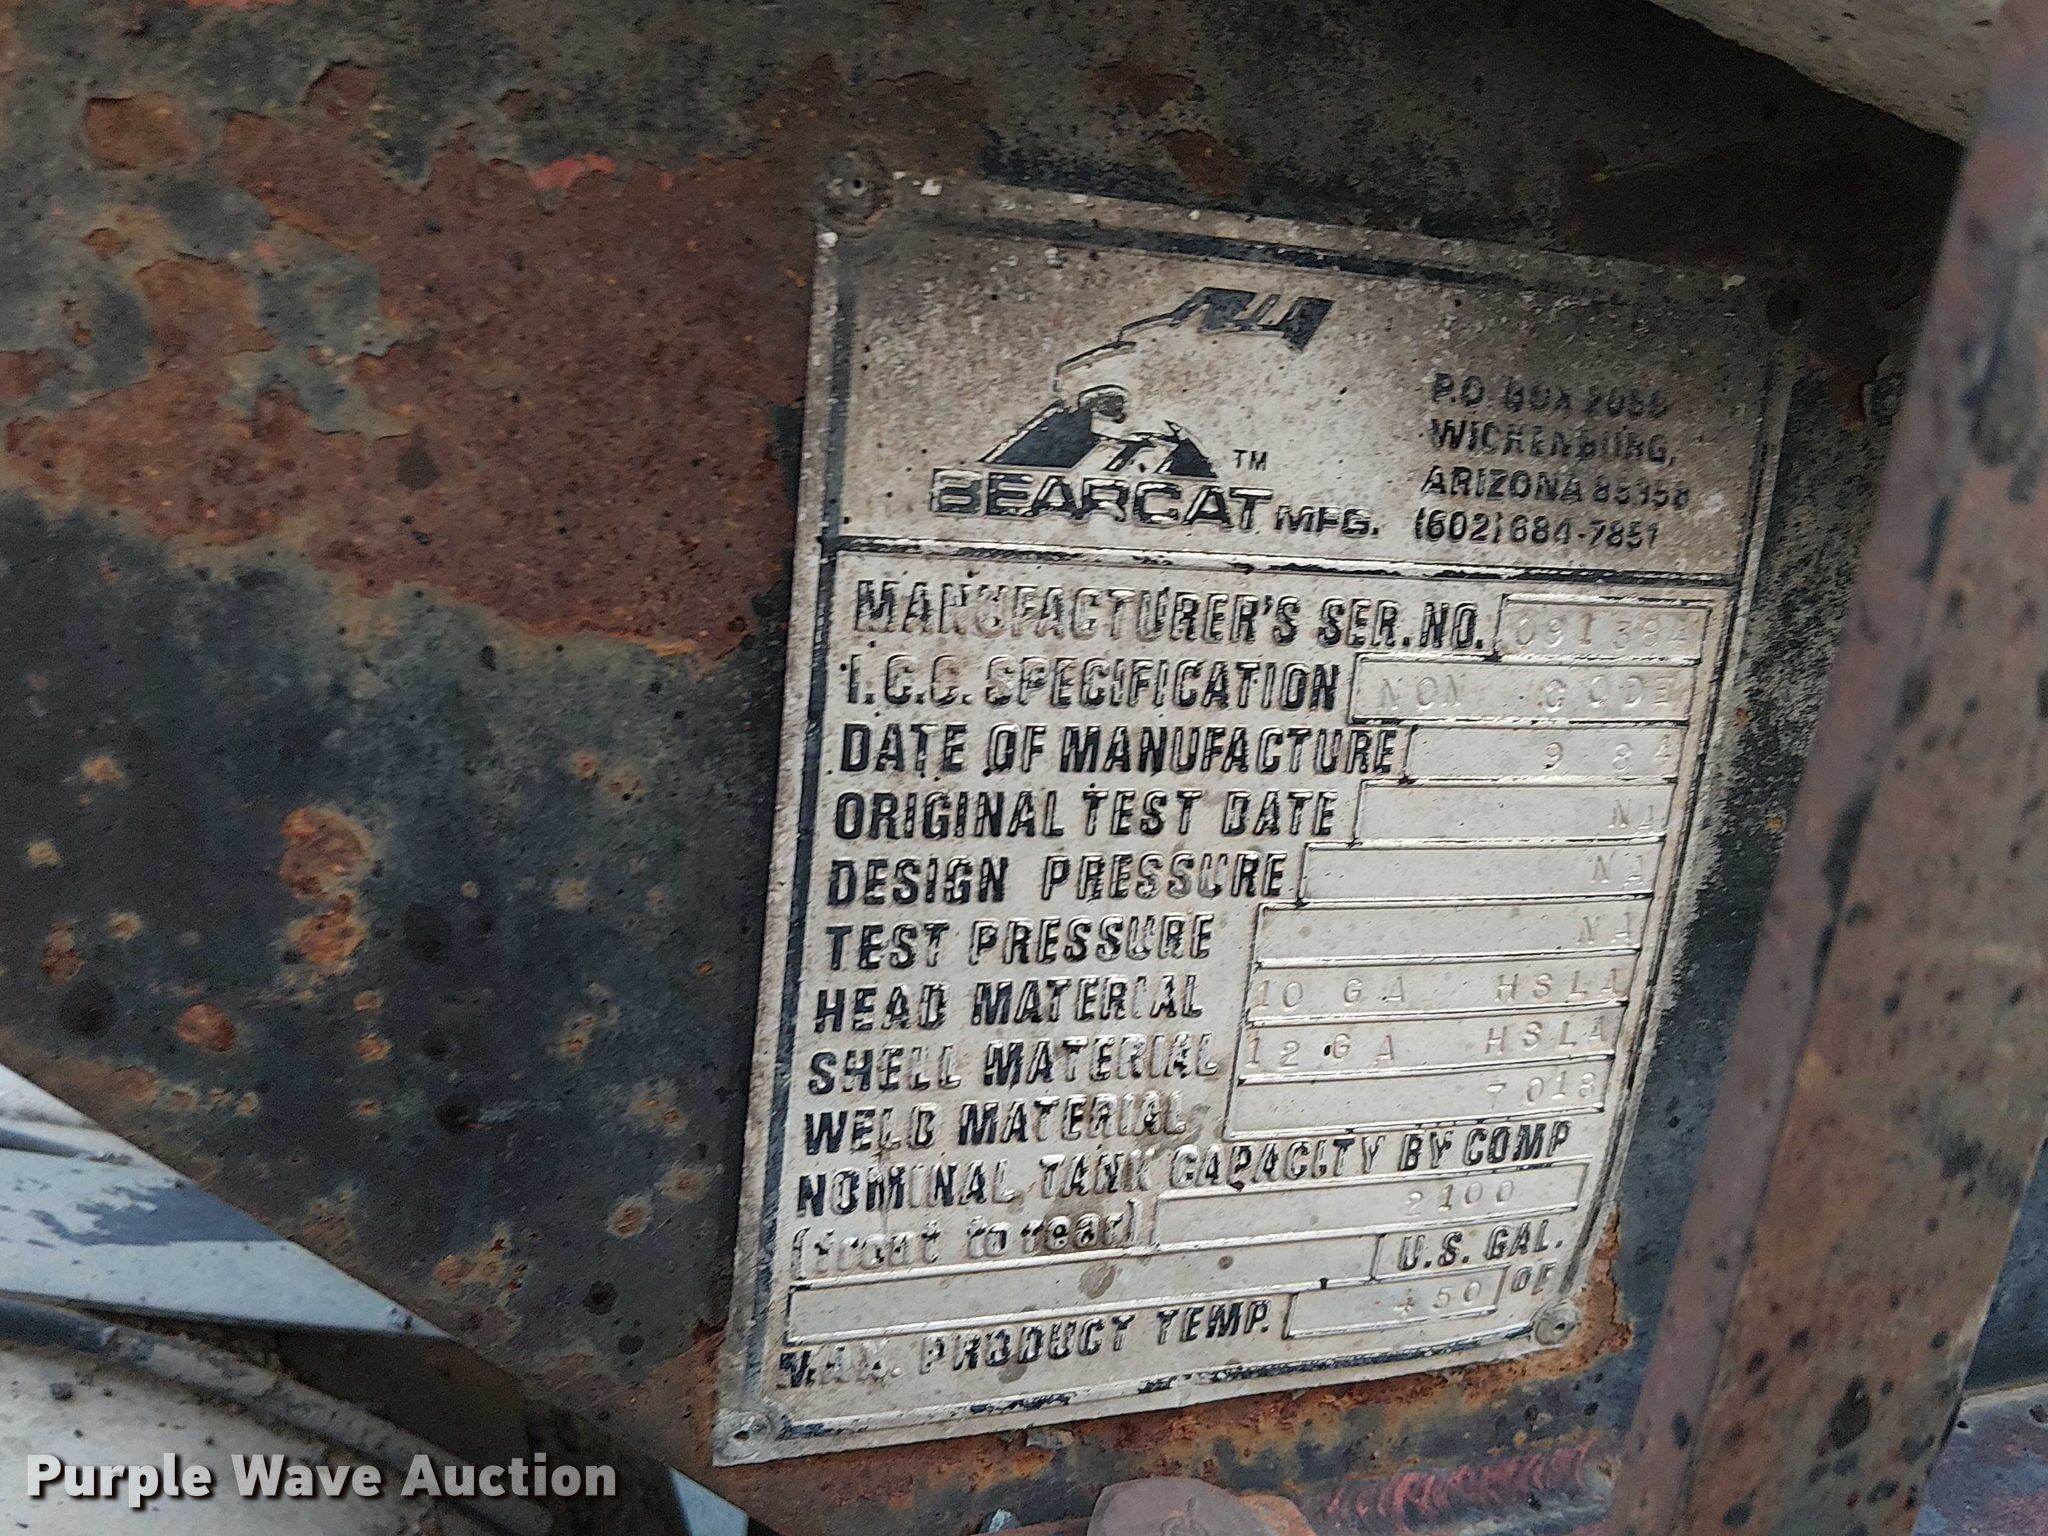 P.O. BOX 2056
WICKENBURG,
ARIZONA 85358
TM
BEARCAT MFG.
(602) 684-7851
MANUFACTURER'S SER. NO. 091384
I.C.C. SPECIFICATION NON CODE
DATE OF MANUFACTURE 9 84
ORIGINAL TEST DATE NA
DESIGN PRESSURE NA
TEST PRESSURE NA
HEAD MATERIAL 10 GA HSLA
SHELL MATERIAL 12 GA HSLA
WELD MATERIAL 7018
NOMINAL TANK CAPACITY BY COMP
(front to rear) 2100
U.S. GAL.
MAX. PRODUCT TEMP. 450 OF
Purple Wave Auction